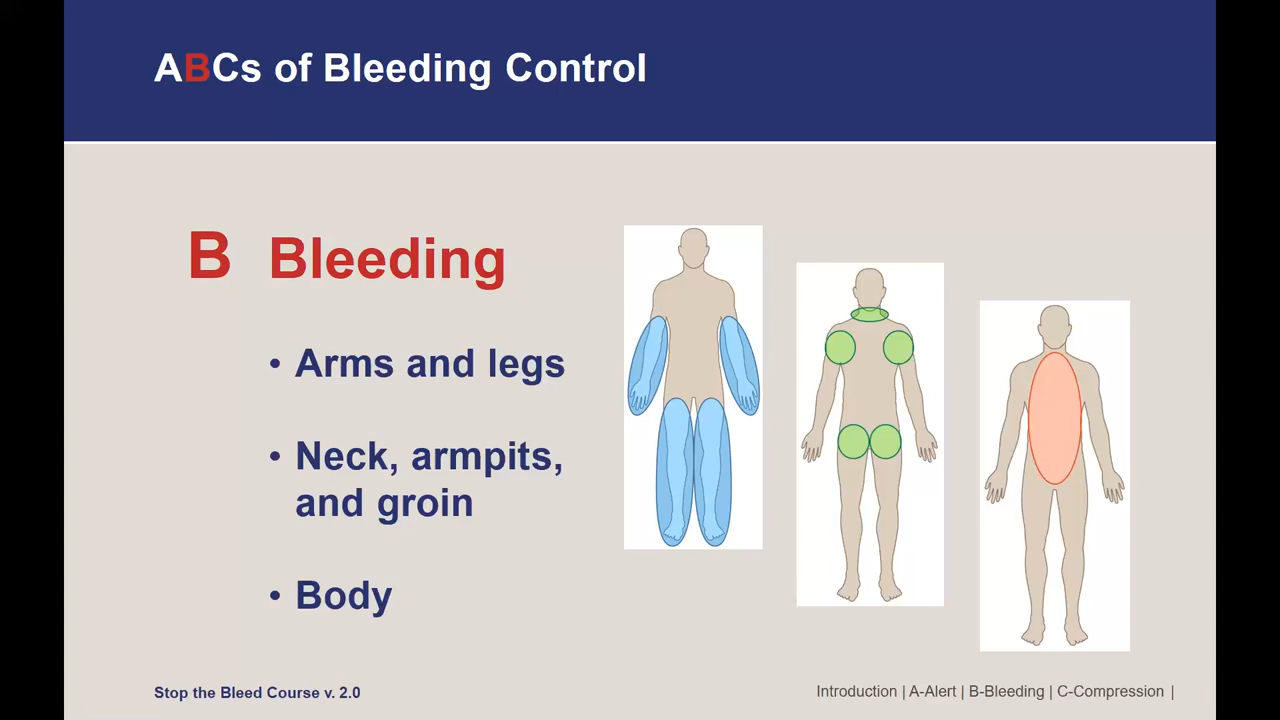 ABCs of Bleeding Control
B Bleeding
• Arms and legs
• Neck, armpits,
and groin
• Body
Stop the Bleed Course v. 2.0
Introduction | A-Alert | B-Bleeding | C-Compression |